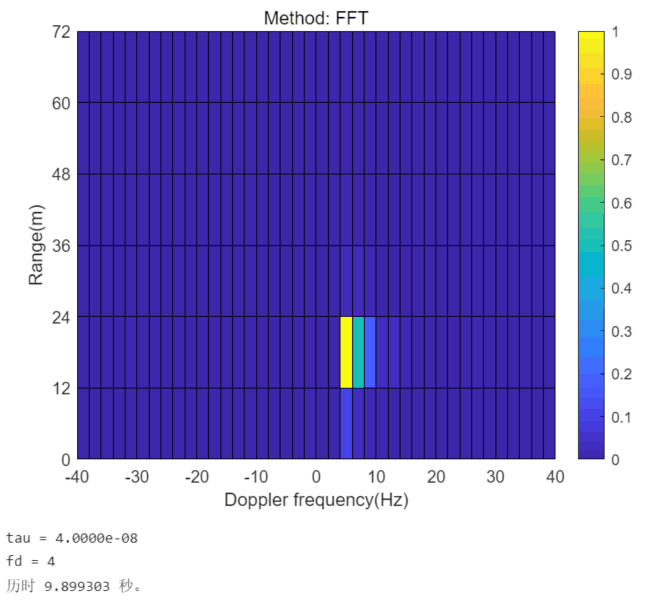 Method: FFT
72
60
48
36
24
12
0
Range(m)
-40 -30 -20 -10 0 10 20 30 40
Doppler frequency(Hz)
1
0.9
0.8
0.7
0.6
0.5
0.4
0.3
0.2
0.1
0
tau = 4.0000e-08
fd = 4
历时 9.899303 秒。